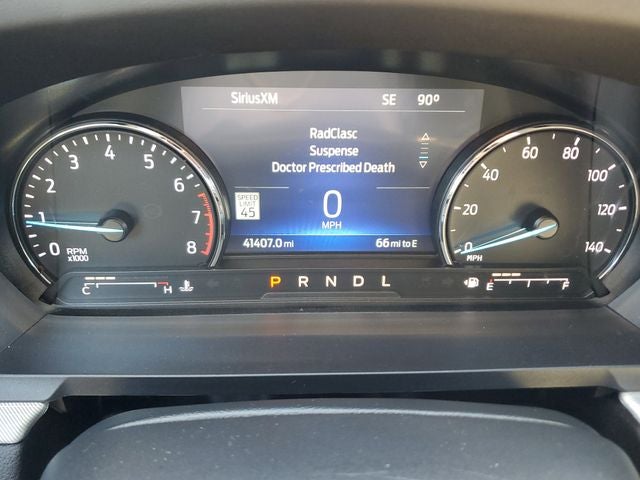 SiriusXM SE 90°
RadClasc
Suspense
Doctor Prescribed Death
SPEED LIMIT 45
0
MPH
41407.0 mi 66 mi to E
0 1 2 3 4 5 6 7 8
RPM x1000
0 20 40 60 80 100 120 140
MPH
C H
P R N D L
E F